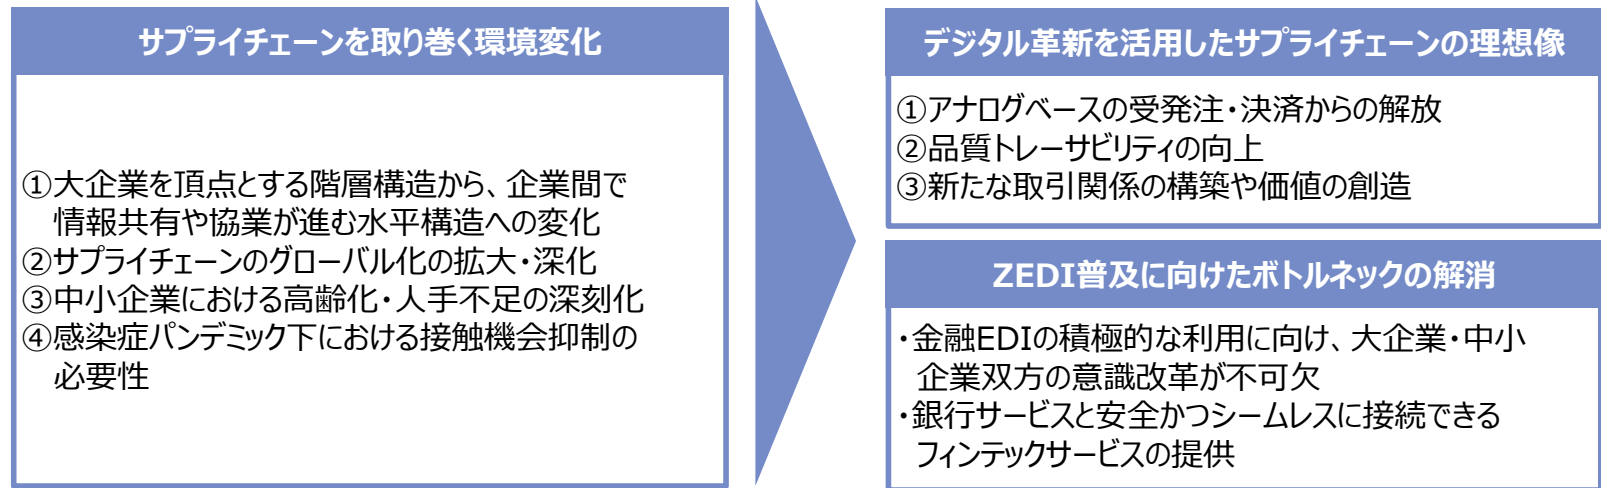 サプライチェーンを取り巻く環境変化
①大企業を頂点とする階層構造から、企業間で
情報共有や協業が進む水平構造への変化
②サプライチェーンのグローバル化の拡大・深化
③中小企業における高齢化・人手不足の深刻化
④感染症パンデミック下における接触機会抑制の
必要性
デジタル革新を活用したサプライチェーンの理想像
①アナログベースの受発注・決済からの解放
②品質トレーサビリティの向上
③新たな取引関係の構築や価値の創造
ZEDI普及に向けたボトルネックの解消
・金融EDIの積極的な利用に向け、大企業・中小
企業双方の意識改革が不可欠
・銀行サービスと安全かつシームレスに接続できる
フィンテックサービスの提供